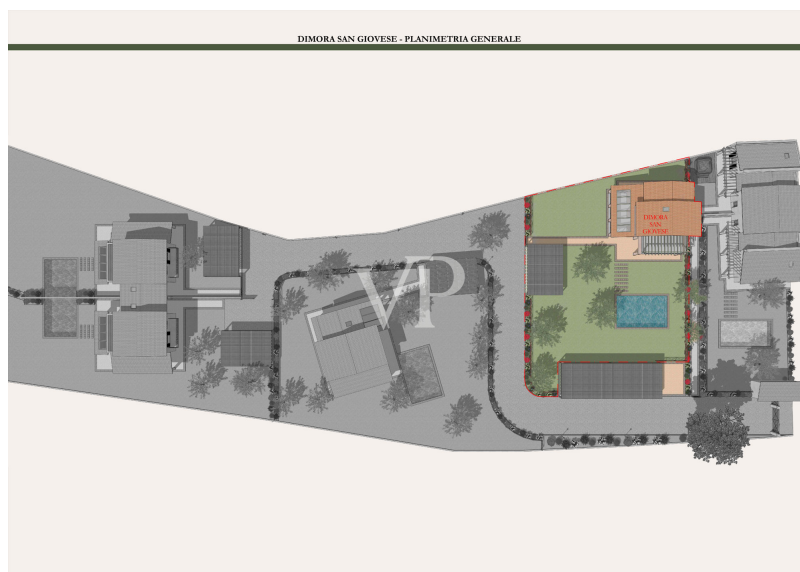 DIMORA SAN GIOVESE - PLANIMETRIA GENERALE
VP
DIMORA
SAN
GIOVESE